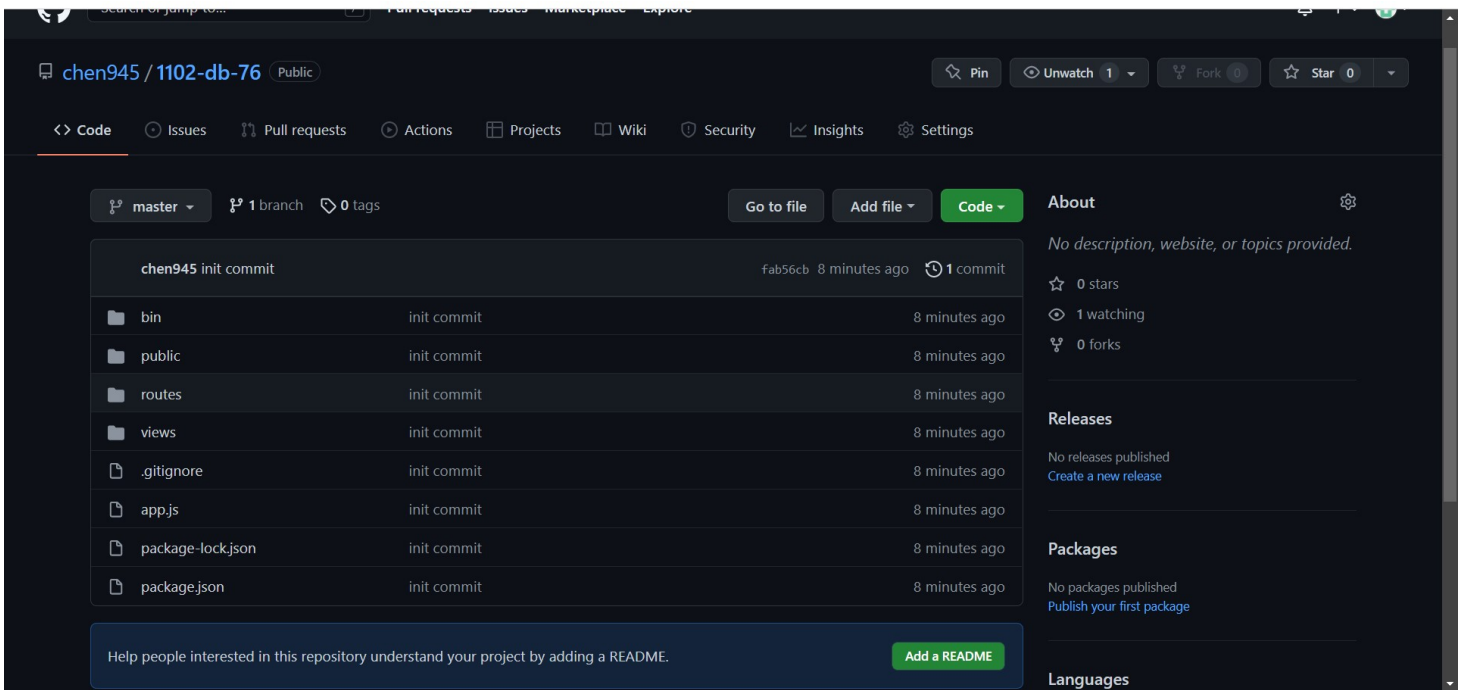 Search or jump to... / Pull requests Issues Marketplace Explore
chen945 / 1102-db-76 Public
Pin Unwatch 1 Fork 0 Star 0
Code Issues Pull requests Actions Projects Wiki Security Insights Settings
master 1 branch 0 tags Go to file Add file Code
chen945 init commit fab56cb 8 minutes ago 1 commit
bin init commit 8 minutes ago
public init commit 8 minutes ago
routes init commit 8 minutes ago
views init commit 8 minutes ago
.gitignore init commit 8 minutes ago
app.js init commit 8 minutes ago
package-lock.json init commit 8 minutes ago
package.json init commit 8 minutes ago
Help people interested in this repository understand your project by adding a README. Add a README
About
No description, website, or topics provided.
0 stars
1 watching
0 forks
Releases
No releases published
Create a new release
Packages
No packages published
Publish your first package
Languages